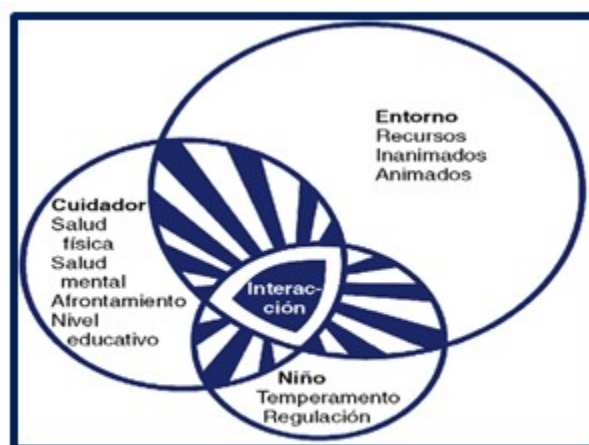 Entorno
Recursos
Inanimados
Animados
Cuidador
Salud
física
Salud
mental
Afrontamiento
Nivel
educativo
Interac-
ción
Niño
Temperamento
Regulación